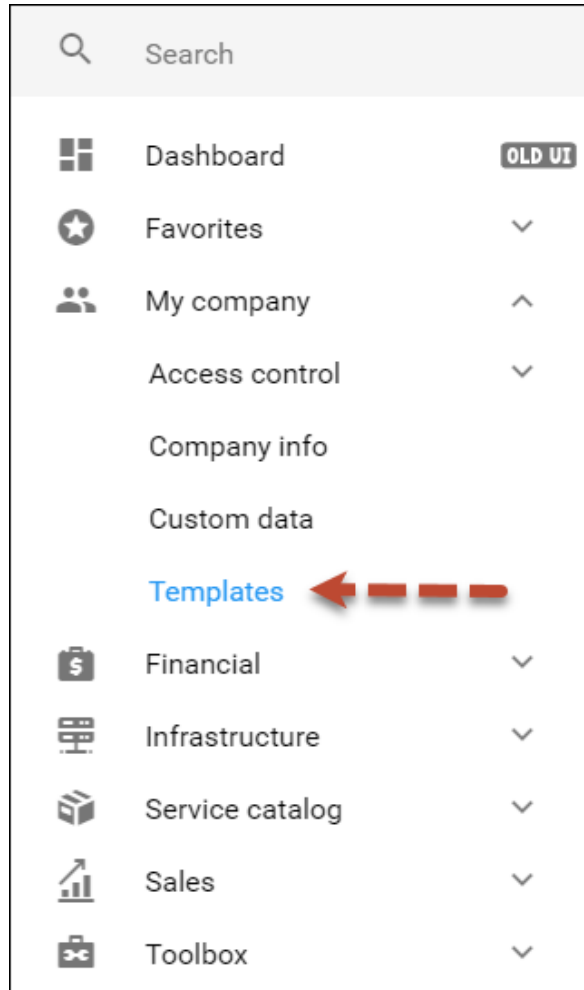 Search
Dashboard OLD UI
Favorites
My company
Access control
Company info
Custom data
Templates
Financial
Infrastructure
Service catalog
Sales
Toolbox